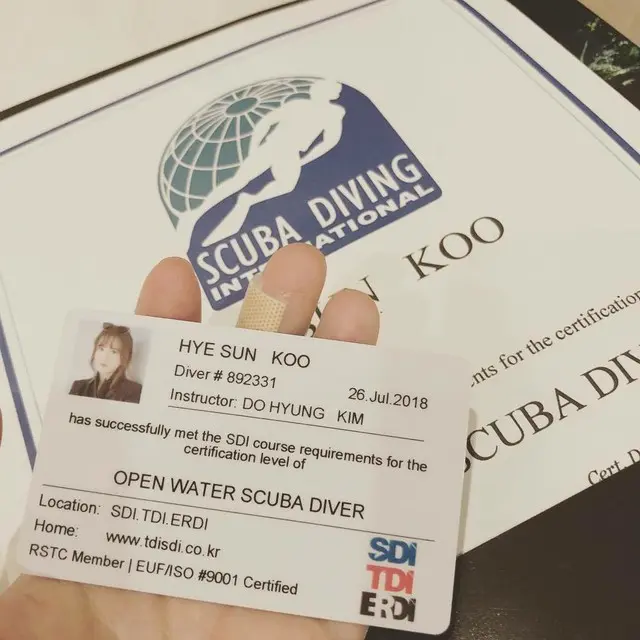 SCUBA DIVING
INTERNATIONAL
KOO
nts for the certification
SCUBA DIV
Cert. D
HYE SUN KOO
Diver # 892331
26.Jul.2018
Instructor: DO HYUNG KIM
has successfully met the SDI course requirements for the
certification level of
OPEN WATER SCUBA DIVER
Location: SDI.TDI.ERDI
Home: www.tdisdi.co.kr
RSTC Member | EUF/ISO #9001 Certified
SDI
TDI
ERDI